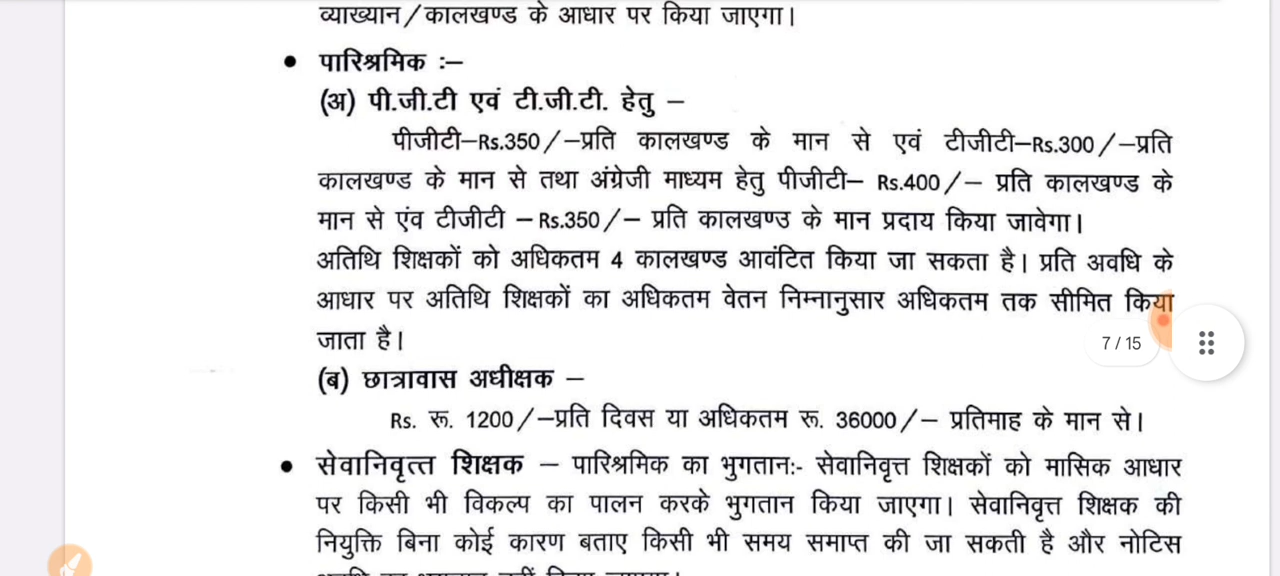 व्याख्यान/कालखण्ड के आधार पर किया जाएगा।
• पारिश्रमिक :–
(अ) पी.जी.टी एवं टी.जी.टी. हेतु –
पीजीटी–Rs.350/–प्रति कालखण्ड के मान से एवं टीजीटी–Rs.300/–प्रति
कालखण्ड के मान से तथा अंग्रेजी माध्यम हेतु पीजीटी– Rs.400/– प्रति कालखण्ड के
मान से एंव टीजीटी – Rs.350/– प्रति कालखण्उ के मान प्रदाय किया जावेगा।
अतिथि शिक्षकों को अधिकतम 4 कालखण्ड आवंटित किया जा सकता है। प्रति अवधि के
आधार पर अतिथि शिक्षकों का अधिकतम वेतन निम्नानुसार अधिकतम तक सीमित किया
जाता है।
7 / 15
(ब) छात्रावास अधीक्षक –
Rs. रू. 1200/–प्रति दिवस या अधिकतम रू. 36000/– प्रतिमाह के मान से।
• सेवानिवृत्त शिक्षक – पारिश्रमिक का भुगतान:- सेवानिवृत्त शिक्षकों को मासिक आधार
पर किसी भी विकल्प का पालन करके भुगतान किया जाएगा। सेवानिवृत्त शिक्षक की
नियुक्ति बिना कोई कारण बताए किसी भी समय समाप्त की जा सकती है और नोटिस